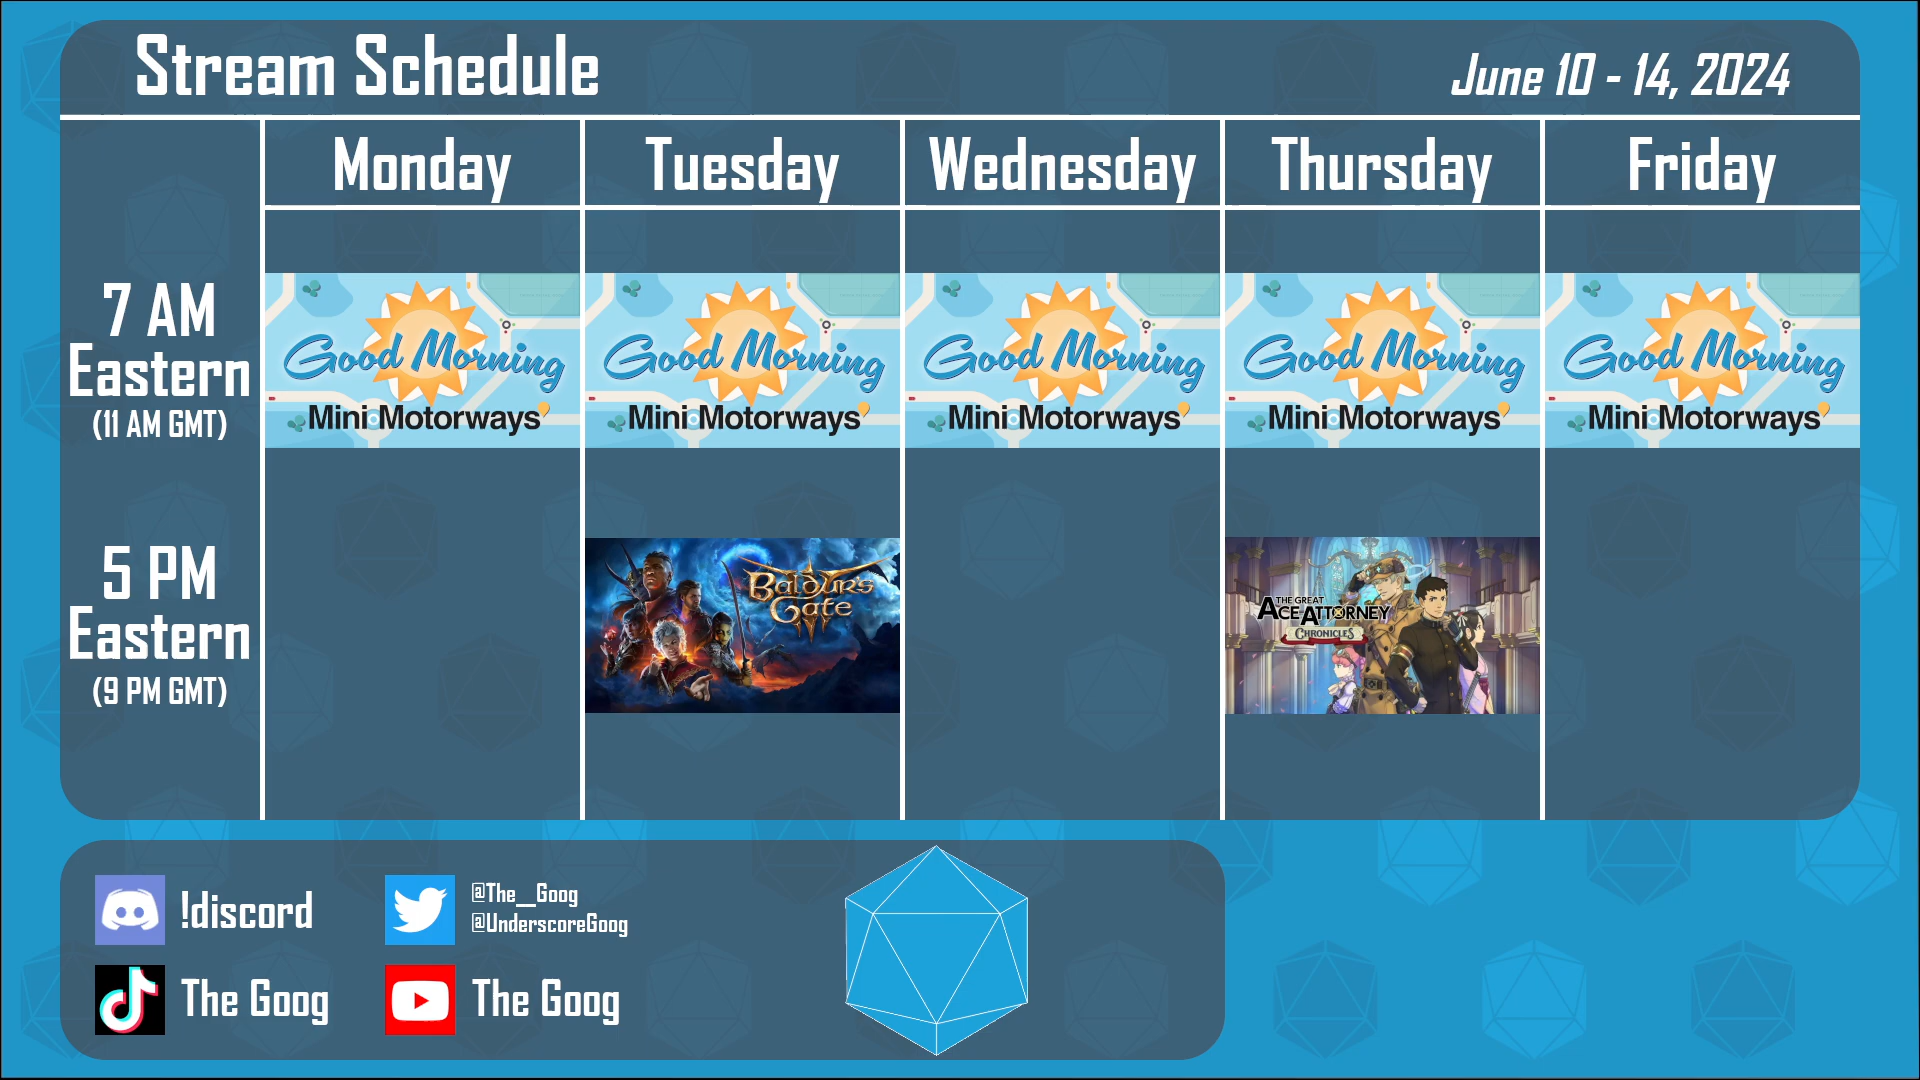 Stream Schedule
June 10 - 14, 2024
Monday
Tuesday
Wednesday
Thursday
Friday
7 AM
Eastern
(11 AM GMT)
Good Morning
Mini Motorways
Good Morning
Mini Motorways
Good Morning
Mini Motorways
Good Morning
Mini Motorways
Good Morning
Mini Motorways
5 PM
Eastern
(9 PM GMT)
BALDUR'S
GATE
III
THE GREAT
ACE ATTORNEY
CHRONICLES
!discord
@The__Goog
@UnderscoreGoog
The Goog
The Goog